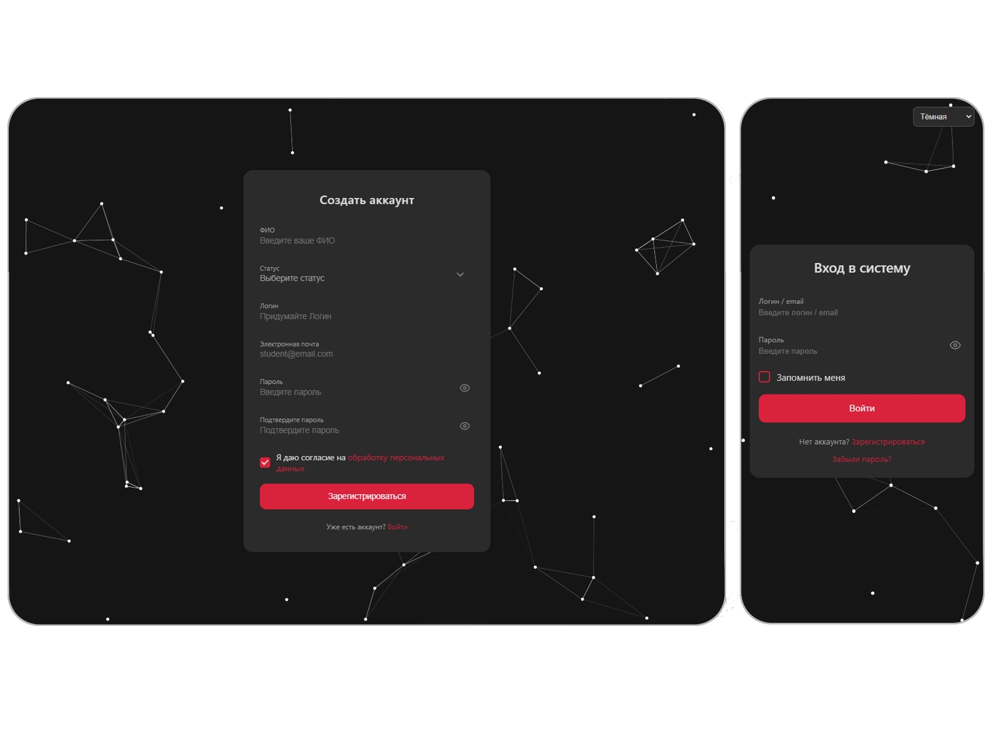 Создать аккаунт
ФИО
Введите ваше ФИО
Статус
Выберите статус
Логин
Придумайте Логин
Электронная почта
student@email.com
Пароль
Введите пароль
Подтвердите пароль
Подтвердите пароль
Я даю согласие на обработку персональных
данных
Зарегистрироваться
Уже есть аккаунт? Войти
Тёмная
Вход в систему
Логин / email
Введите логин / email
Пароль
Введите пароль
Запомнить меня
Войти
Нет аккаунта? Зарегистрироваться
Забыли пароль?